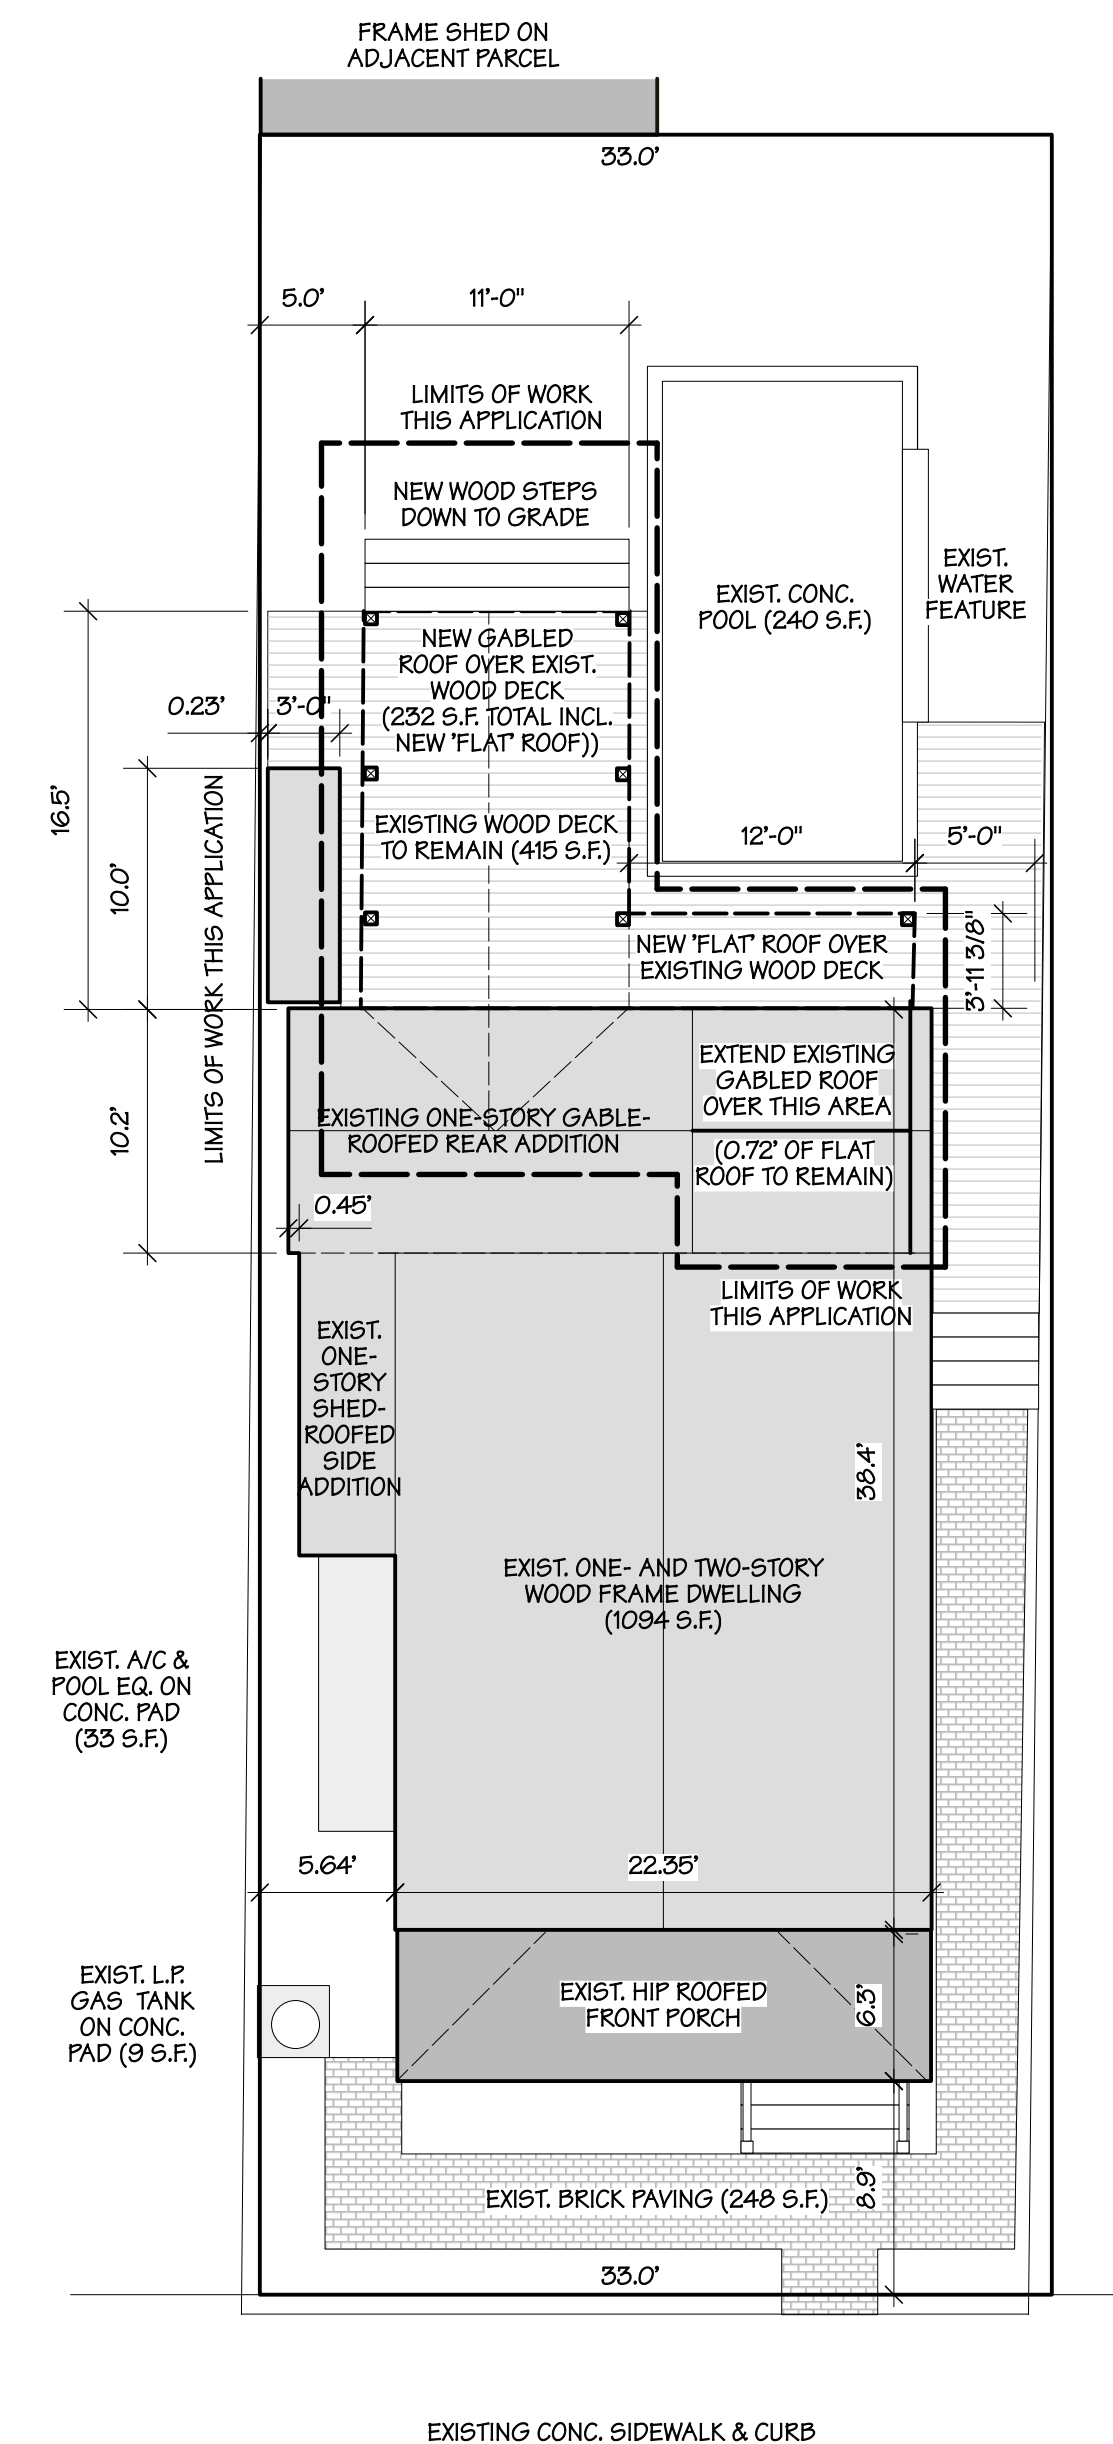 FRAME SHED ON
ADJACENT PARCEL
33.0'
5.0'
11'-0"
LIMITS OF WORK
THIS APPLICATION
NEW WOOD STEPS
DOWN TO GRADE
EXIST.
WATER
FEATURE
EXIST. CONC.
POOL (240 S.F.)
NEW GABLED
ROOF OVER EXIST.
WOOD DECK
(232 S.F. TOTAL INCL.
NEW 'FLAT' ROOF))
0.23'
3'-0"
16.5'
10.0'
LIMITS OF WORK THIS APPLICATION
EXISTING WOOD DECK
TO REMAIN (415 S.F.)
12'-0"
5'-0"
NEW 'FLAT' ROOF OVER
EXISTING WOOD DECK
3'-11 3/8"
EXTEND EXISTING
GABLED ROOF
OVER THIS AREA
(0.72' OF FLAT
ROOF TO REMAIN)
10.2'
EXISTING ONE-STORY GABLE-
ROOFED REAR ADDITION
0.45'
LIMITS OF WORK
THIS APPLICATION
EXIST.
ONE-
STORY
SHED-
ROOFED
SIDE
ADDITION
38.4'
EXIST. ONE- AND TWO-STORY
WOOD FRAME DWELLING
(1094 S.F.)
EXIST. A/C &
POOL EQ. ON
CONC. PAD
(33 S.F.)
5.64'
22.35'
EXIST. L.P.
GAS TANK
ON CONC.
PAD (9 S.F.)
EXIST. HIP ROOFED
FRONT PORCH
6.3'
8.9'
EXIST. BRICK PAVING (248 S.F.)
33.0'
EXISTING CONC. SIDEWALK & CURB